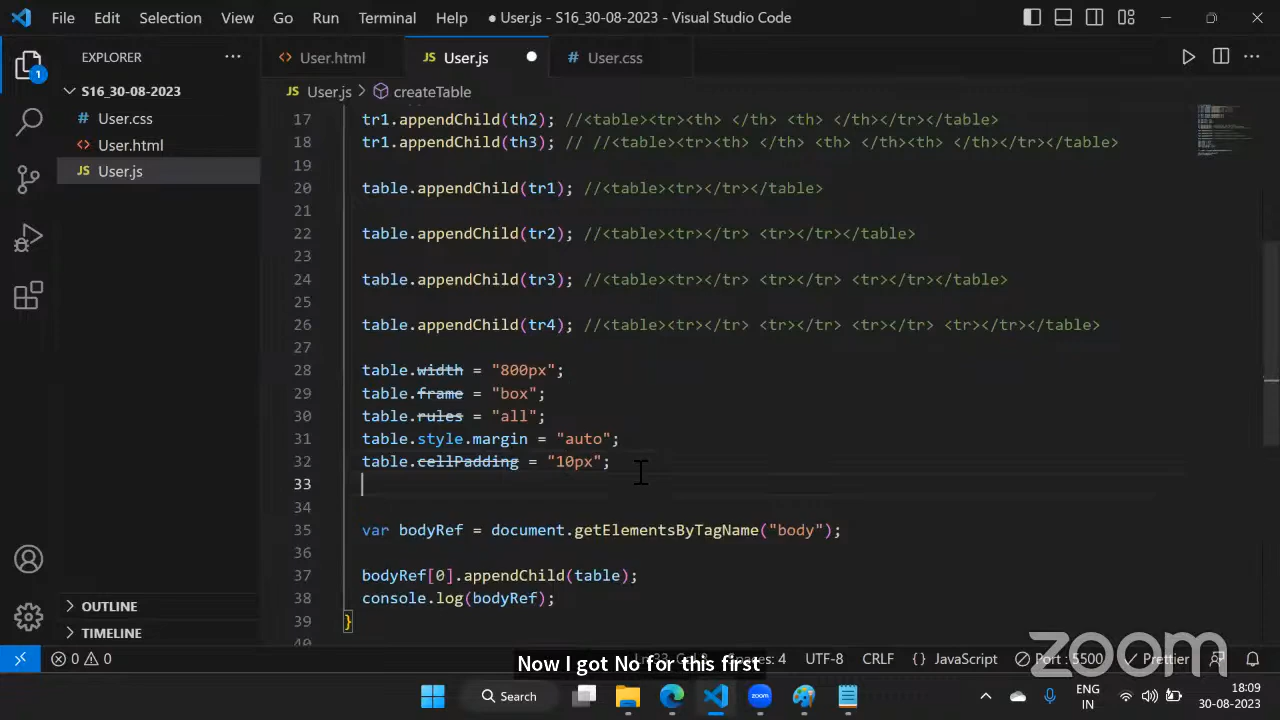 File Edit Selection View Go Run Terminal Help
● User.js - S16_30-08-2023 - Visual Studio Code
EXPLORER
S16_30-08-2023
# User.css
<> User.html
JS User.js
<> User.html
JS User.js
# User.css
JS User.js > createTable
17 tr1.appendChild(th2); //<table><tr><th> </th> <th> </th></tr></table>
18 tr1.appendChild(th3); // //<table><tr><th> </th> <th> </th><th> <th></tr></table>
19
20 table.appendChild(tr1); //<table><tr></tr></table>
21
22 table.appendChild(tr2); //<table><tr></tr> <tr></tr></table>
23
24 table.appendChild(tr3); //<table><tr></tr> <tr></tr> <tr></tr></table>
25
26 table.appendChild(tr4); //<table><tr></tr> <tr></tr> <tr></tr> <tr></tr></table>
27
28 table.width = "800px";
29 table.frame = "box";
30 table.rules = "all";
31 table.style.margin = "auto";
32 table.cellPadding = "10px";
33
34
35 var bodyRef = document.getElementsByTagName("body");
36
37 bodyRef[0].appendChild(table);
38 console.log(bodyRef);
39 }
40
1
OUTLINE
TIMELINE
0 0
Spaces: 4 UTF-8 CRLF {} JavaScript Port : 5500 Prettier
zoom
Now I got No for this first
Search
zoom
ENG
IN
18:09
30-08-2023